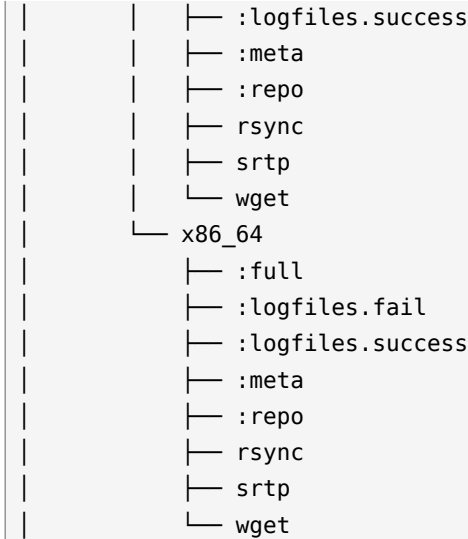 │       │   ├── :logfiles.success
│       │   ├── :meta
│       │   ├── :repo
│       │   ├── rsync
│       │   ├── srtp
│       │   └── wget
│       └── x86_64
│           ├── :full
│           ├── :logfiles.fail
│           ├── :logfiles.success
│           ├── :meta
│           ├── :repo
│           ├── rsync
│           ├── srtp
│           └── wget